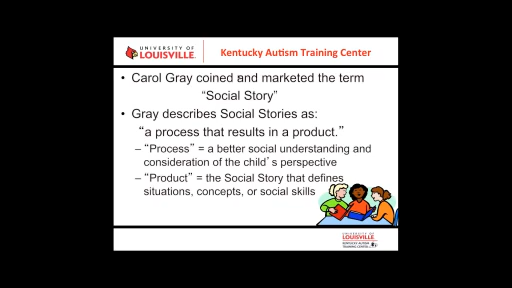 UNIVERSITY OF
LOUISVILLE.
Kentucky Autism Training Center
• Carol Gray coined and marketed the term
“Social Story”
• Gray describes Social Stories as:
“a process that results in a product.”
– “Process” = a better social understanding and
consideration of the child’s perspective
– “Product” = the Social Story that defines
situations, concepts, or social skills
UNIVERSITY OF
LOUISVILLE.
KENTUCKY AUTISM
TRAINING CENTER